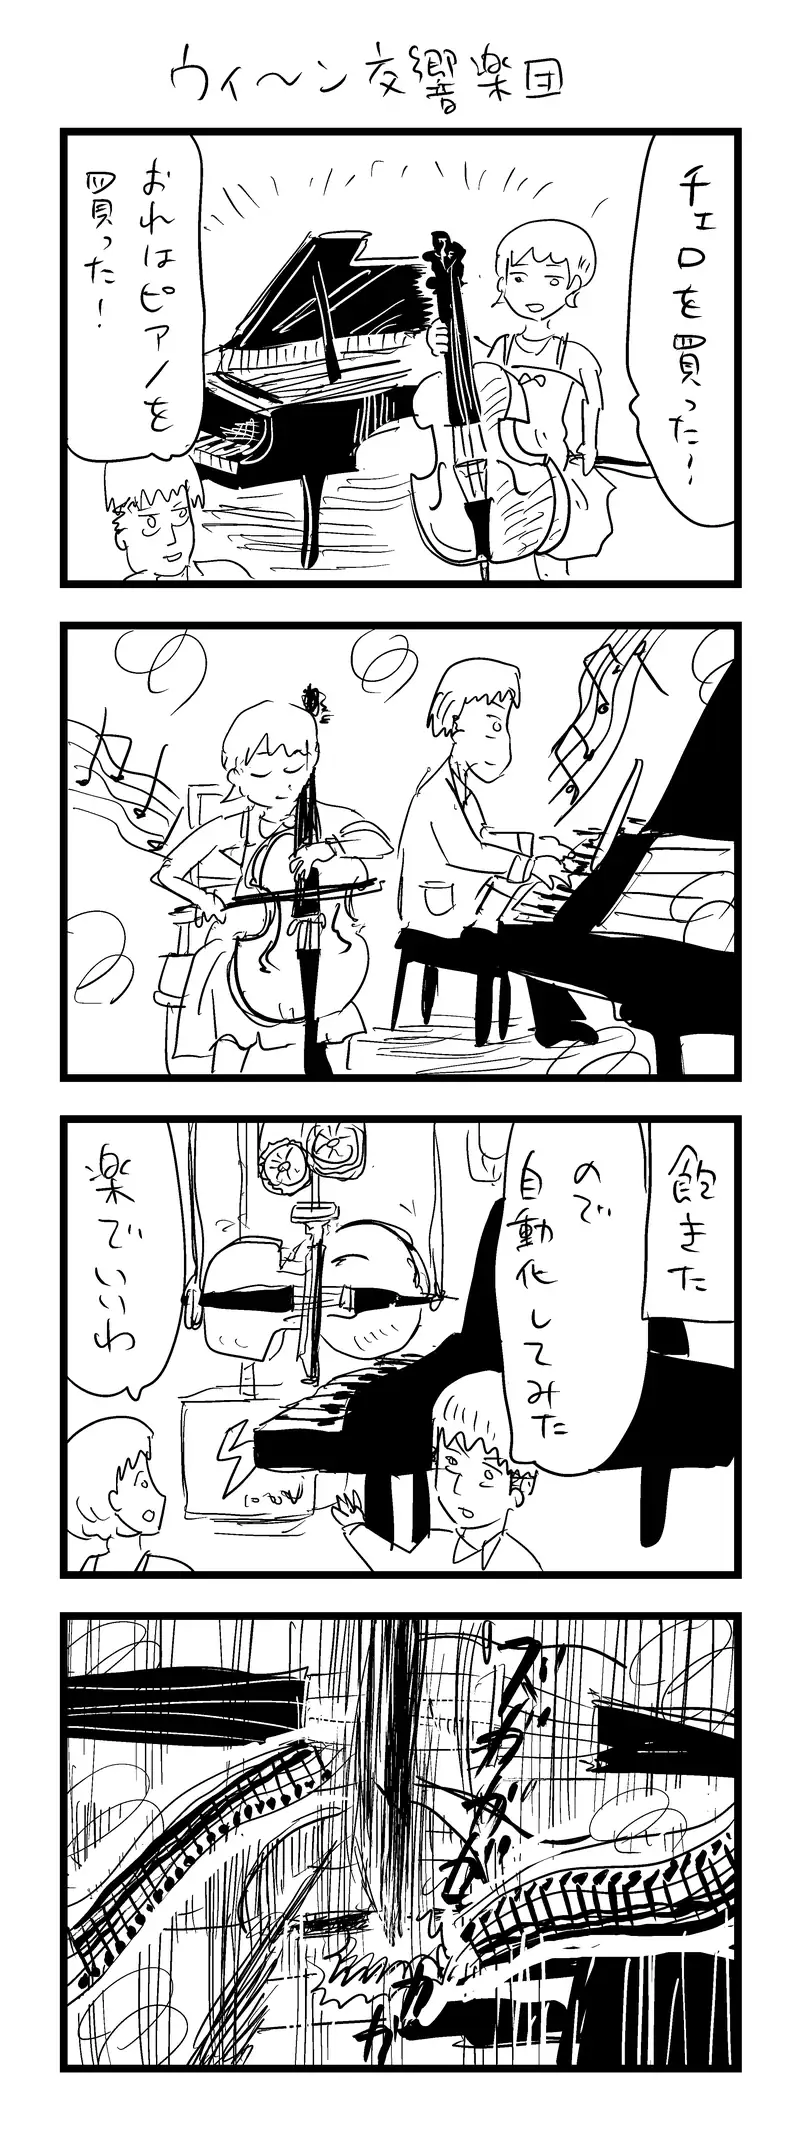 ウィ〜ン交響楽団
チェロを買った〜
おれはピアノを
買った!
飽きた
ので
自動化してみた
楽でいいわ